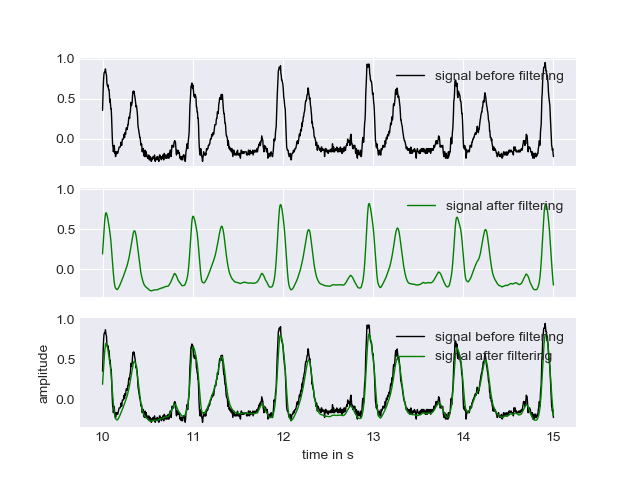 1.0
signal before filtering
0.5
0.0
1.0
signal after filtering
0.5
0.0
1.0
signal before filtering
0.5
signal after filtering
0.0
amplitude
10 11 12 13 14 15
time in s